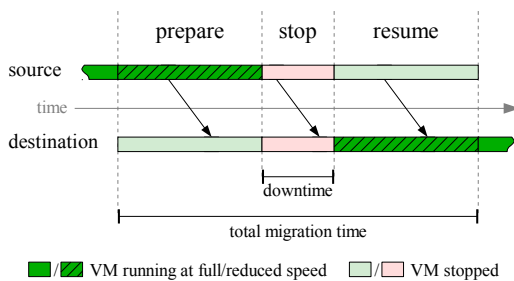 prepare stop resume
source
time
destination
downtime
total migration time
/ VM running at full/reduced speed / VM stopped